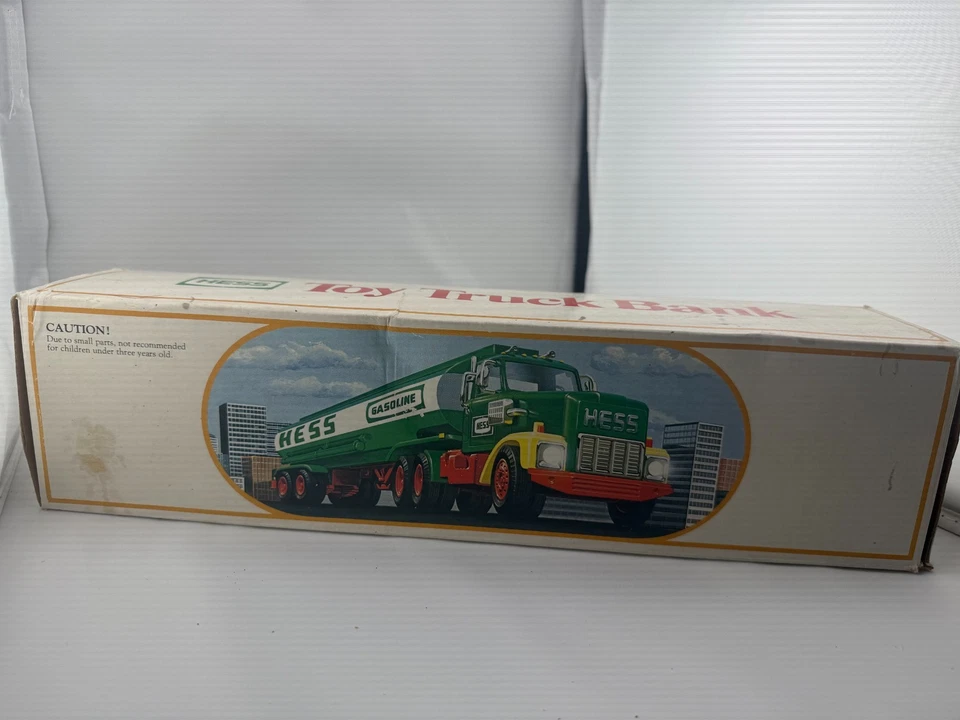 HESS Toy Truck Bank
CAUTION!
Due to small parts, not recommended
for children under three years old.
HESS
GASOLINE
HESS
HESS